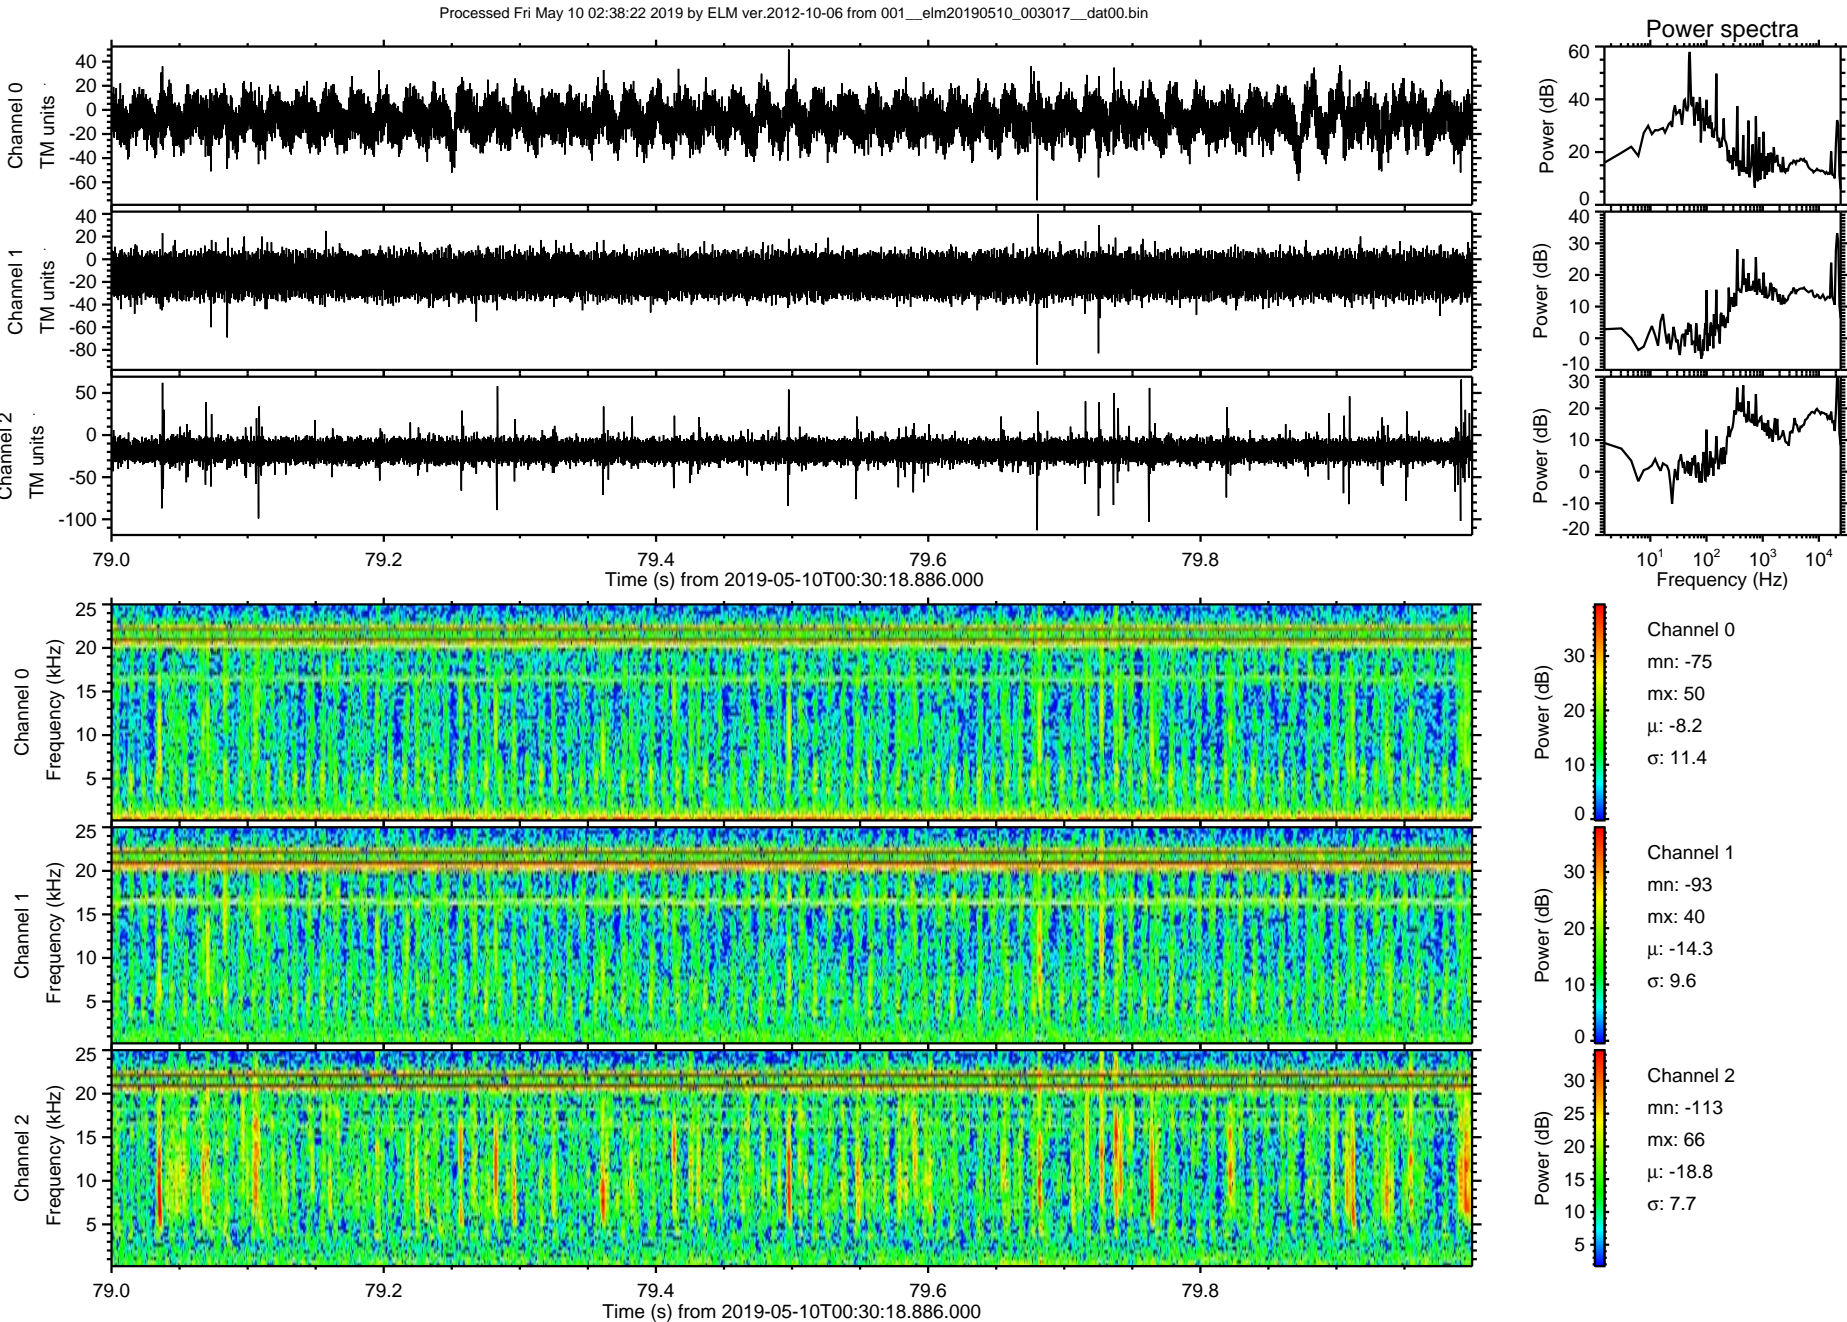 Processed Fri May 10 02:38:22 2019 by ELM ver.2012-10-06 from 001__elm20190510_003017__dat00.bin
Power spectra
Channel 0
TM units
40
20
0
-20
-40
-60
Power (dB)
60
40
20
0
Channel 1
TM units
40
20
0
-20
-40
-60
-80
Power (dB)
40
30
20
10
0
-10
Channel 2
TM units
50
0
-50
-100
Power (dB)
30
20
10
0
-10
-20
79.0 79.2 79.4 79.6 79.8
Time (s) from 2019-05-10T00:30:18.886.000
10¹ 10² 10³ 10⁴
Frequency (Hz)
Channel 0
Frequency (kHz)
25
20
15
10
5
Power (dB)
30
20
10
0
Channel 0
mn: -75
mx: 50
μ: -8.2
σ: 11.4
Channel 1
Frequency (kHz)
25
20
15
10
5
Power (dB)
30
20
10
0
Channel 1
mn: -93
mx: 40
μ: -14.3
σ: 9.6
Channel 2
Frequency (kHz)
25
20
15
10
5
Power (dB)
30
25
20
15
10
5
Channel 2
mn: -113
mx: 66
μ: -18.8
σ: 7.7
79.0 79.2 79.4 79.6 79.8
Time (s) from 2019-05-10T00:30:18.886.000